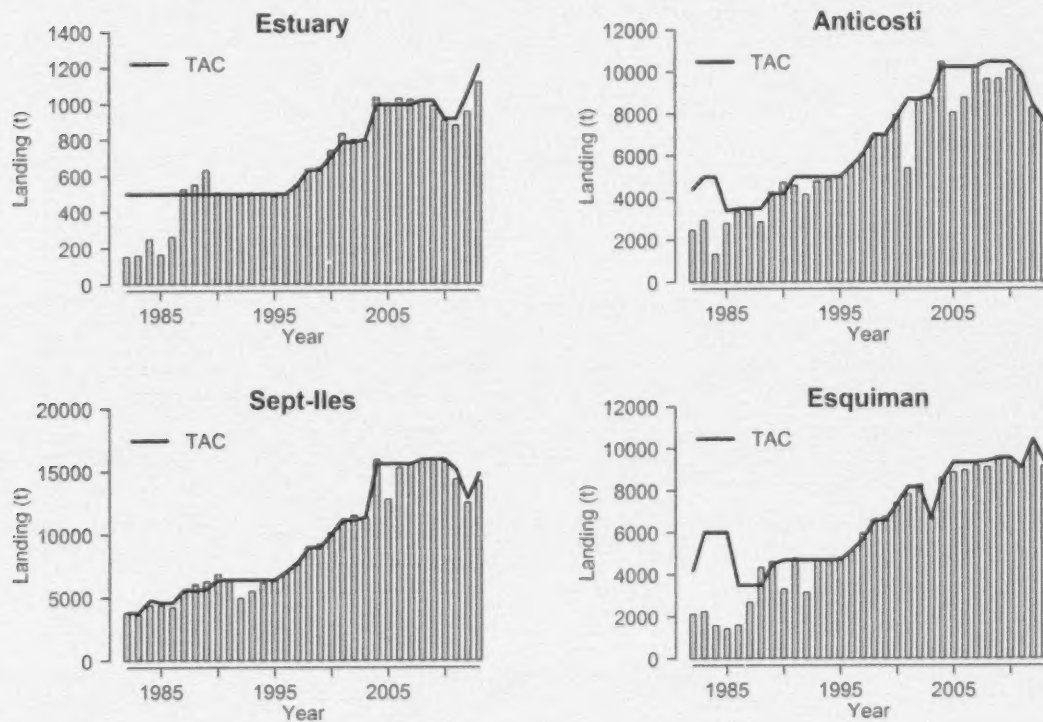 Estuary
1400
1200
1000
800
600
400
200
0
Landing (t)
TAC
1985
1995
2005
Year
Anticosti
12000
10000
8000
6000
4000
2000
0
Landing (t)
TAC
1985
1995
2005
Year
Sept-Iles
20000
15000
10000
5000
0
Landing (t)
TAC
1985
1995
2005
Year
Esquiman
12000
10000
8000
6000
4000
2000
0
Landing (t)
TAC
1985
1995
2005
Year